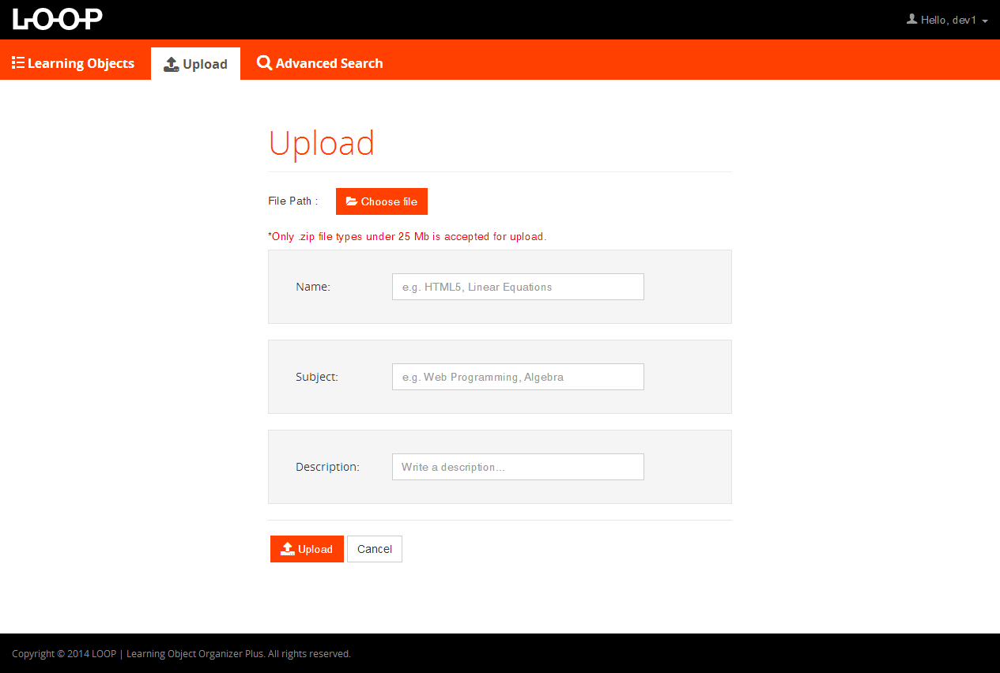 LOOP
Hello, dev1
Learning Objects
Upload
Advanced Search
Upload
File Path :
Choose file
*Only .zip file types under 25 Mb is accepted for upload.
Name:
e.g. HTML5, Linear Equations
Subject:
e.g. Web Programming, Algebra
Description:
Write a description...
Upload
Cancel
Copyright © 2014 LOOP | Learning Object Organizer Plus. All rights reserved.